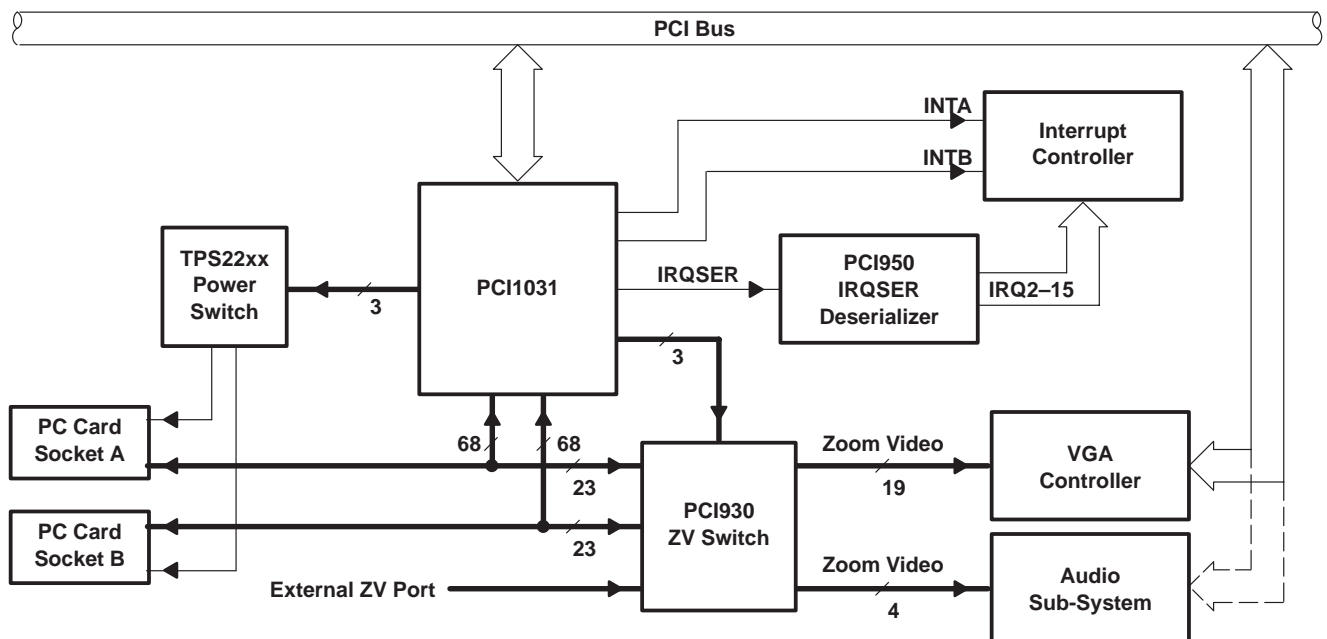 PCI Bus
INTA
Interrupt
Controller
INTB
TPS22xx
Power
Switch
3
PCI1031
IRQSER
PCI950
IRQSER
Deserializer
IRQ2–15
3
PC Card
Socket A
68
68
23
Zoom Video
19
VGA
Controller
PC Card
Socket B
23
PCI930
ZV Switch
External ZV Port
Zoom Video
4
Audio
Sub-System